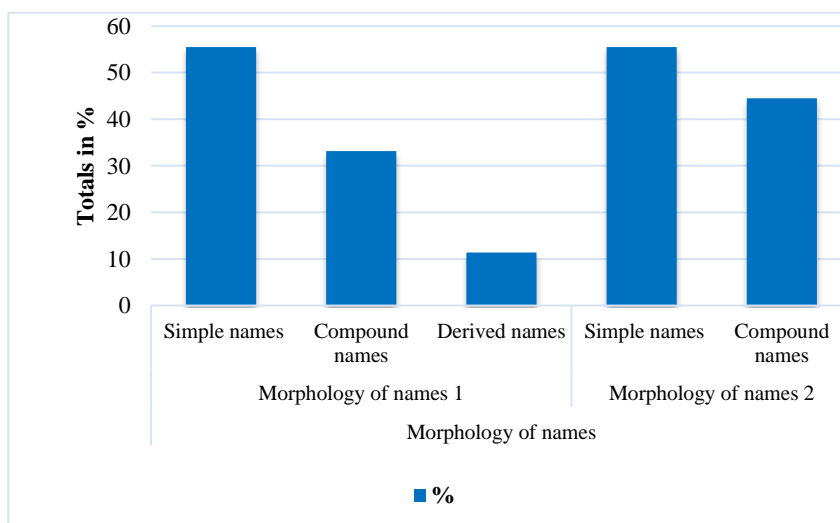 60
50
40
30
20
10
0
Totals in %
Simple names
Compound
names
Derived names
Simple names
Compound
names
Morphology of names 1
Morphology of names 2
Morphology of names
%